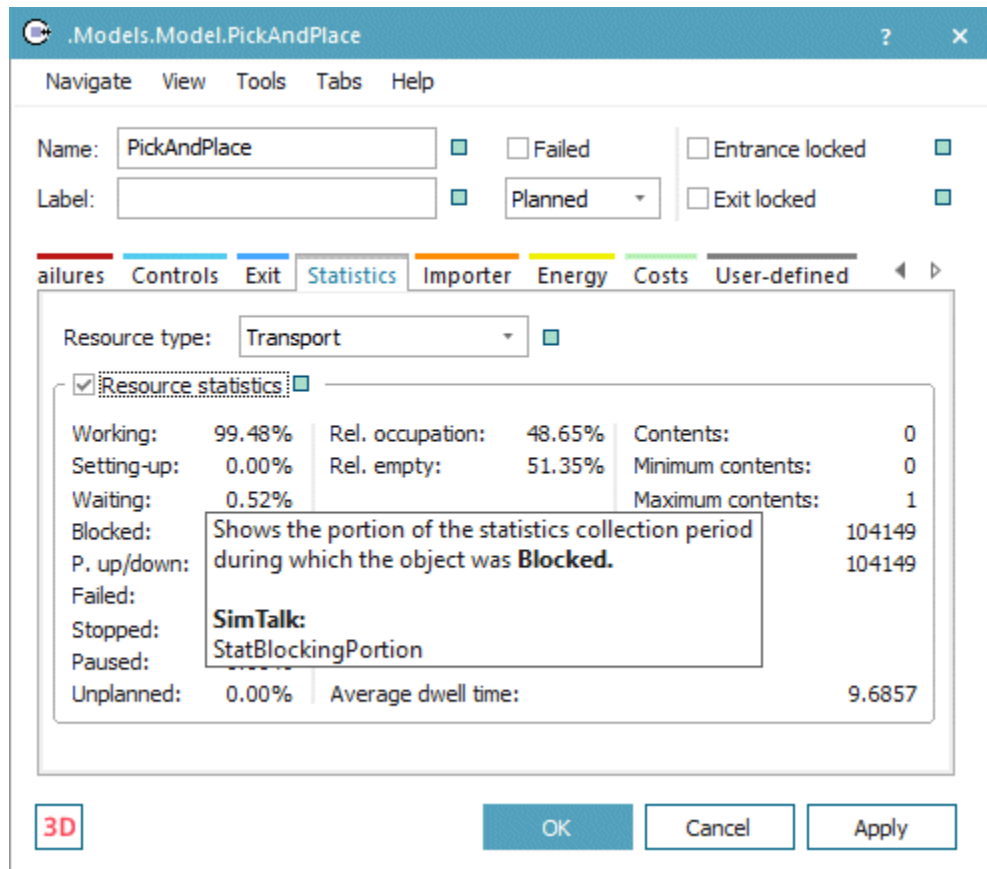 .Models.Model.PickAndPlace ? ×
Navigate View Tools Tabs Help
Name: PickAndPlace Failed Entrance locked
Label: Planned Exit locked
ailures Controls Exit Statistics Importer Energy Costs User-defined
Resource type: Transport
Resource statistics
Working: 99.48% Rel. occupation: 48.65% Contents: 0
Setting-up: 0.00% Rel. empty: 51.35% Minimum contents: 0
Waiting: 0.52% Maximum contents: 1
Blocked: 104149
P. up/down: 104149
Failed:
Stopped:
Paused:
Unplanned: 0.00% Average dwell time: 9.6857
Shows the portion of the statistics collection period
during which the object was Blocked.
SimTalk:
StatBlockingPortion
3D OK Cancel Apply